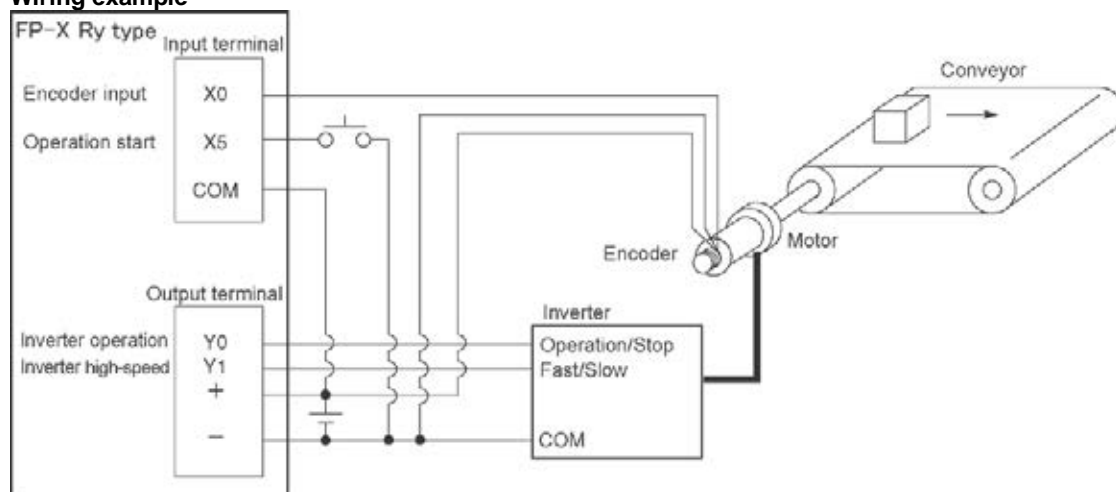 Wiring example
FP-X Ry type
Input terminal
Encoder input X0
Operation start X5
COM
Output terminal
Inverter operation Y0
Inverter high-speed Y1
+
−
Conveyor
Encoder
Motor
Inverter
Operation/Stop
Fast/Slow
COM